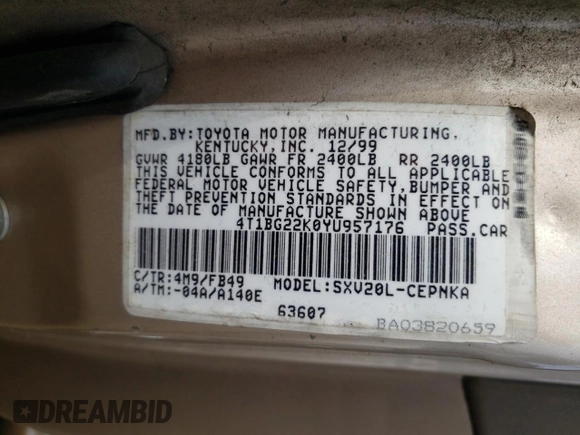 MF'D. BY: TOYOTA MOTOR MANUFACTURING,
KENTUCKY, INC. 12/99
GVWR 4180LB GAWR FR 2400LB RR 2400LB
THIS VEHICLE CONFORMS TO ALL APPLICABLE
FEDERAL MOTOR VEHICLE SAFETY, BUMPER AND
THEFT PREVENTION STANDARDS IN EFFECT ON
THE DATE OF MANUFACTURE SHOWN ABOVE
4T1BG22K0YU957176 PASS.CAR
C/TR:4M9/FB49 MODEL:SXV20L-CEPNKA
A/TM:-04A/A140E
63607
BA03820659
DREAMBID